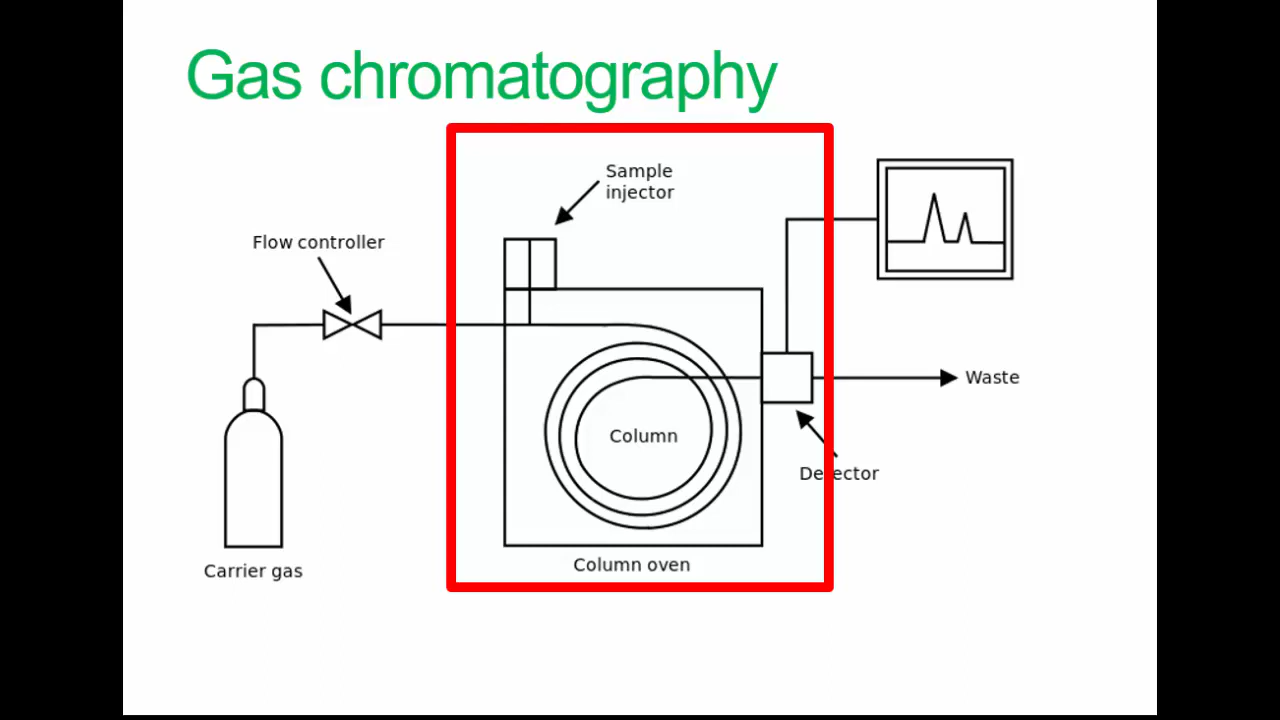 Gas chromatography
Sample
injector
Flow controller
Waste
Column
Detector
Column oven
Carrier gas